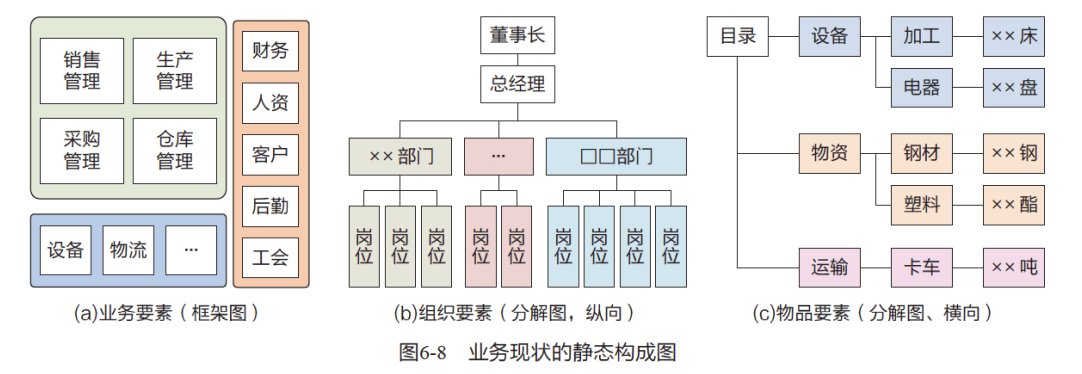 销售
管理
生产
管理
采购
管理
仓库
管理
设备
物流
…
财务
人资
客户
后勤
工会
(a)业务要素（框架图）
董事长
总经理
××部门
…
□□部门
岗位
岗位
岗位
岗位
岗位
岗位
岗位
岗位
岗位
(b)组织要素（分解图，纵向）
目录
设备
加工
××床
电器
××盘
物资
钢材
××钢
塑料
××酯
运输
卡车
××吨
(c)物品要素（分解图、横向）
图6-8 业务现状的静态构成图